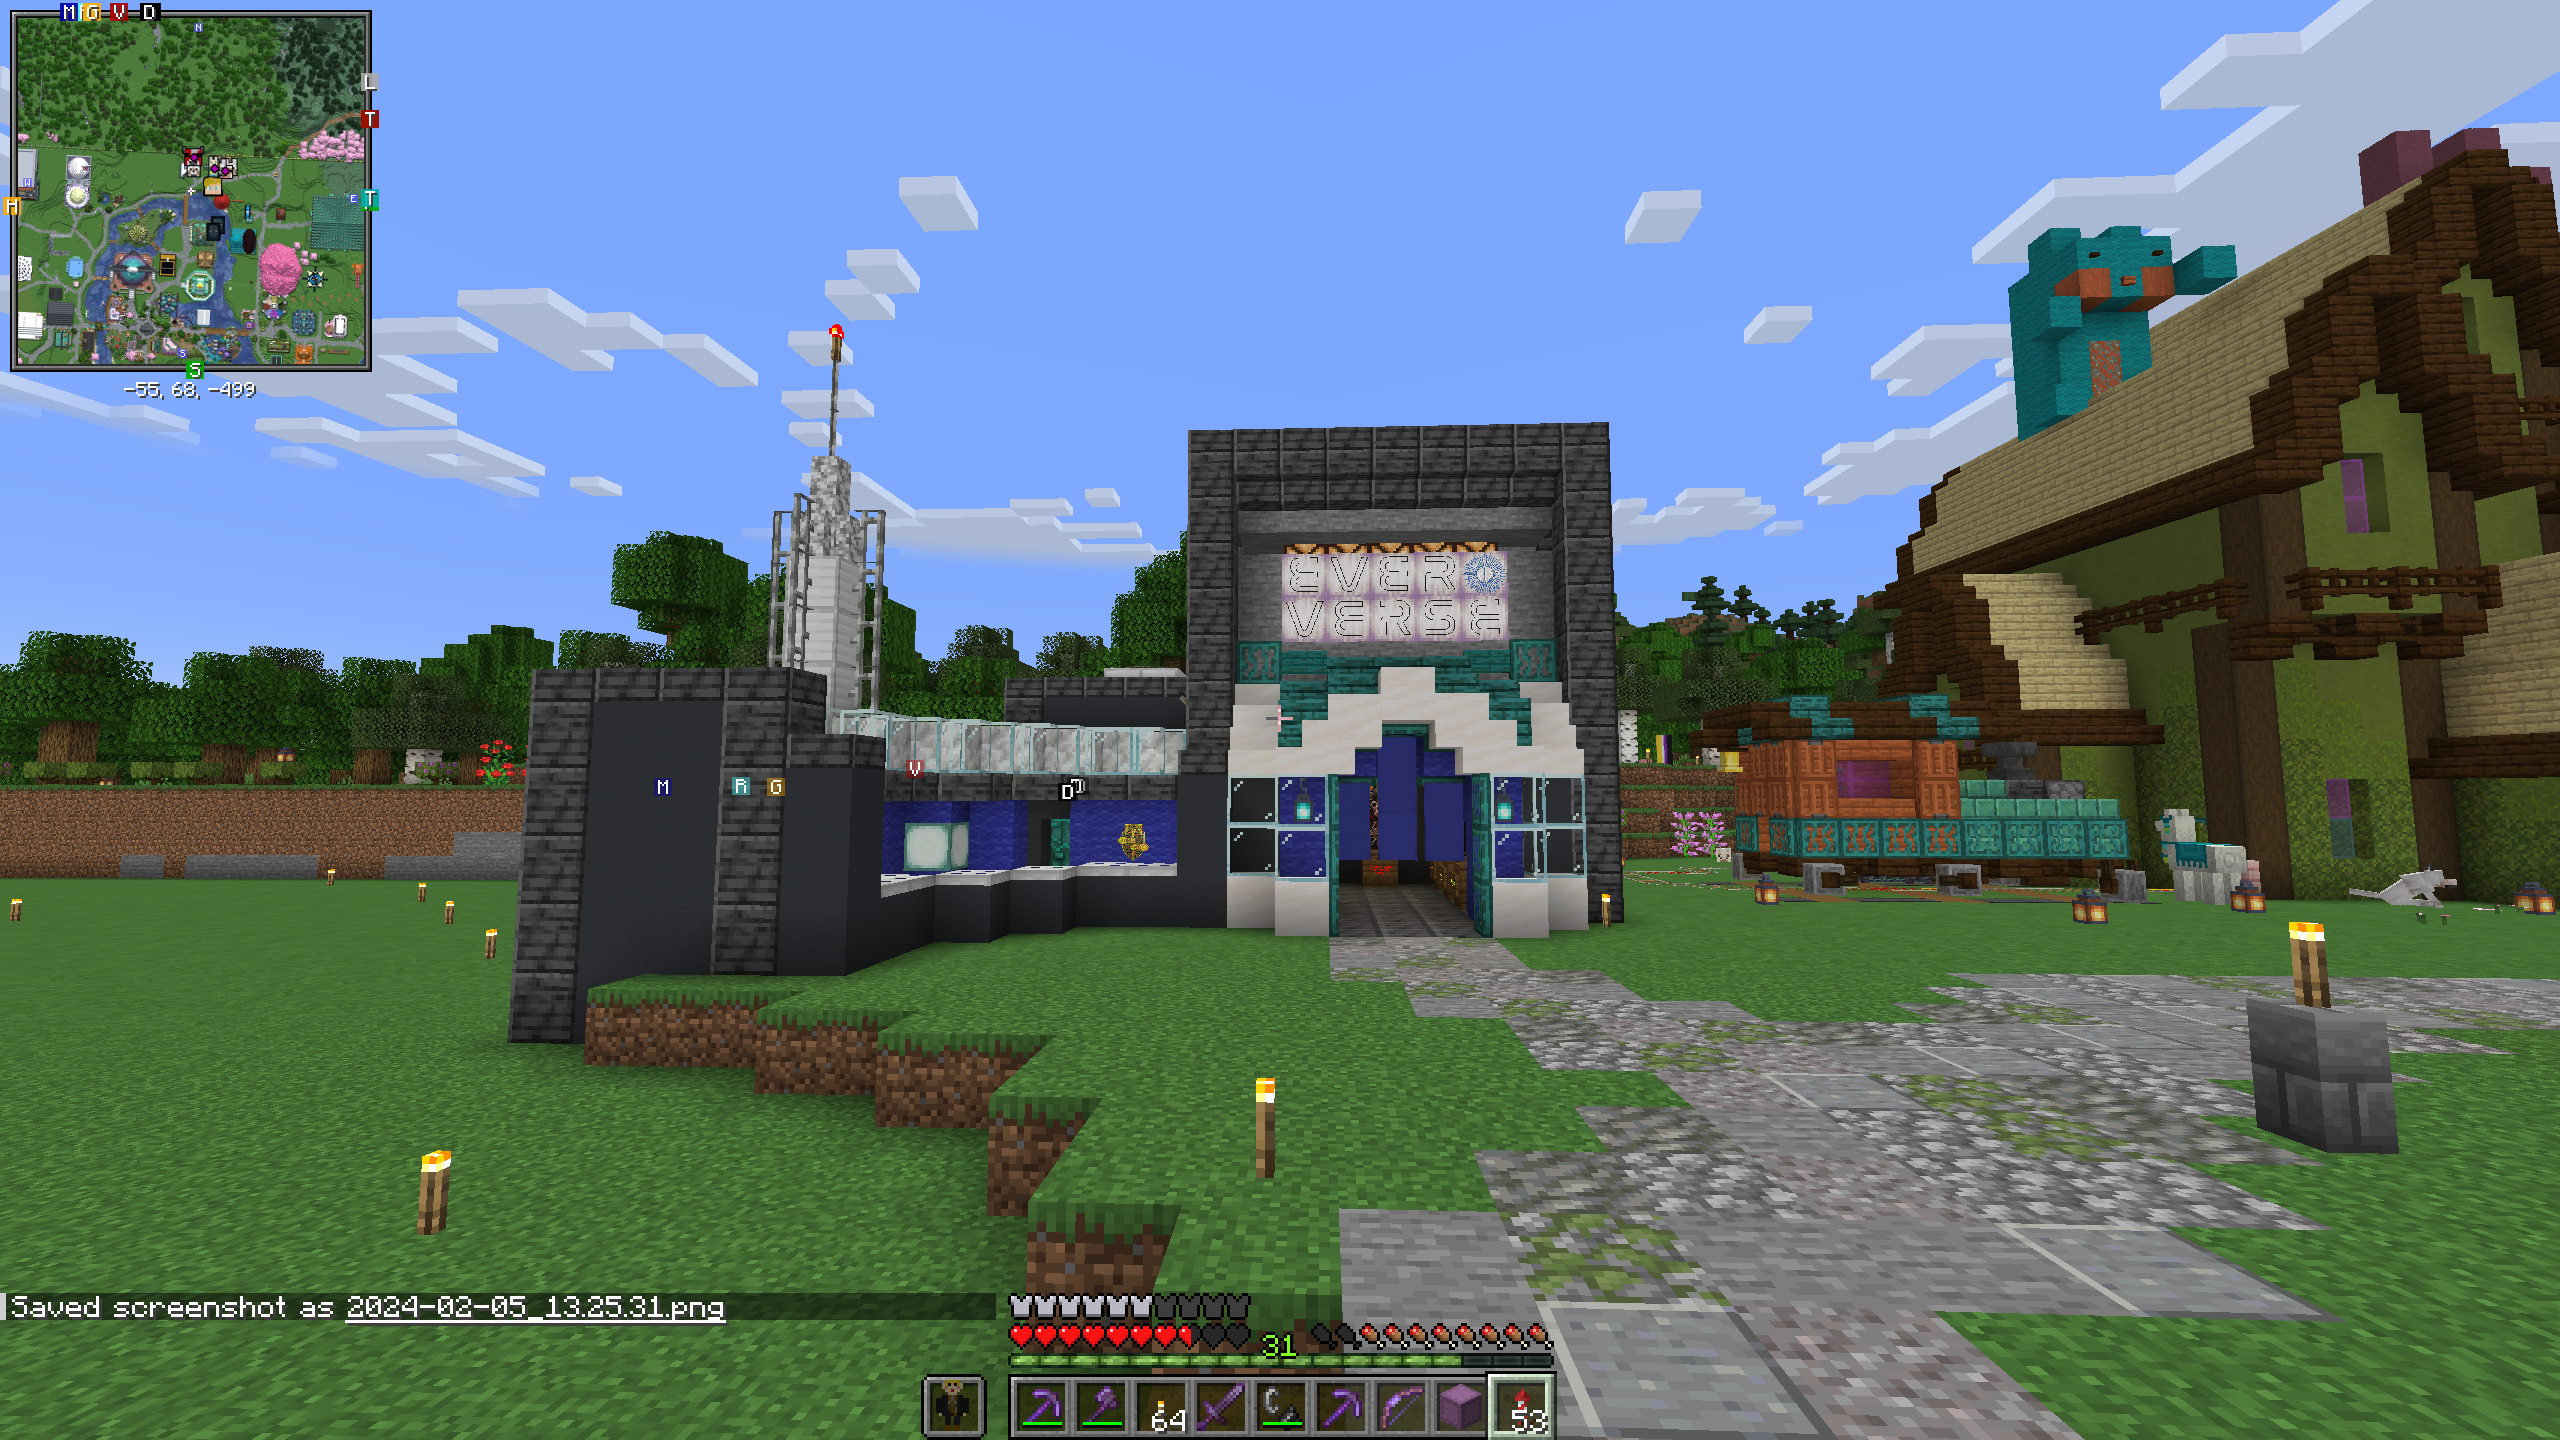 M G V D
N
L
T
W
H
E T
S
S
-55, 68, -499
EVER
VERSE
V
M R G D
Saved screenshot as 2024-02-05_13.25.31.png
31
64
53